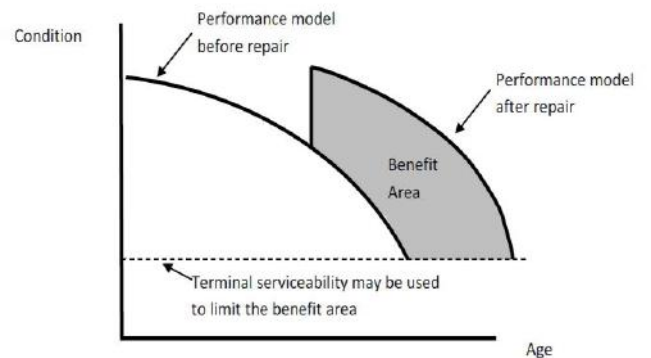 Condition
Performance model
before repair
Performance model
after repair
Benefit
Area
Terminal serviceability may be used
to limit the benefit area
Age